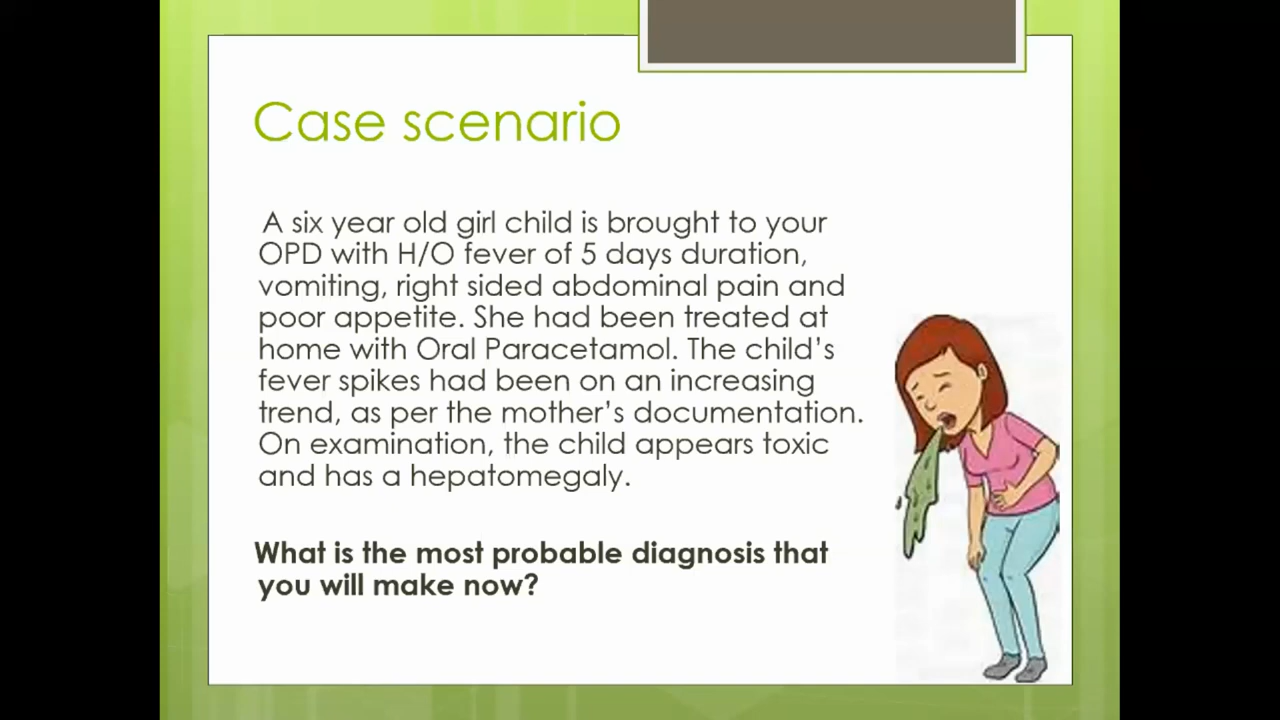 Case scenario
A six year old girl child is brought to your
OPD with H/O fever of 5 days duration,
vomiting, right sided abdominal pain and
poor appetite. She had been treated at
home with Oral Paracetamol. The child's
fever spikes had been on an increasing
trend, as per the mother's documentation.
On examination, the child appears toxic
and has a hepatomegaly.
What is the most probable diagnosis that
you will make now?